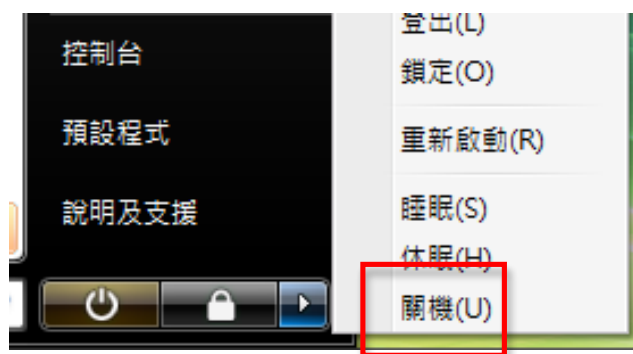 控制台
預設程式
說明及支援
登出(L)
鎖定(O)
重新啟動(R)
睡眠(S)
休眠(H)
關機(U)